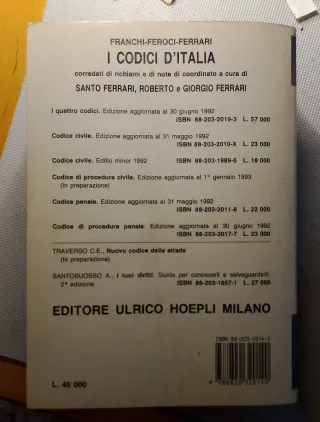 FRANCHI-FEROCI-FERRARI
I CODICI D'ITALIA
corredati di richiami e di note di coordinato a cura di
SANTO FERRARI, ROBERTO e GIORGIO FERRARI
I quattro codici. Edizione aggiornata al 30 giugno 1992
ISBN 88-203-2019-3 L. 57 000
Codice civile. Edizione aggiornata al 31 maggio 1992
ISBN 88-203-2010-X L. 23 000
Codice civile. Editio minor 1992 ISBN 88-203-1989-6 L. 18 000
Codice di procedura civile. Edizione aggiornata al 1° gennaio 1993
(In preparazione)
Codice penale. Edizione aggiornata al 31 maggio 1992
ISBN 88-203-2011-8 L. 22 000
Codice di procedura penale. Edizione aggiornata al 30 giugno 1992
ISBN 88-203-2017-7 L. 23 000
TRAVERSO C.E., Nuovo codice della strada
(In preparazione)
SANTOSUOSSO A., I tuoi diritti. Guida per conoscerli e salvaguardarli.
2ª edizione ISBN 88-203-1857-1 L. 27 000
EDITORE ULRICO HOEPLI MILANO
L. 46 000